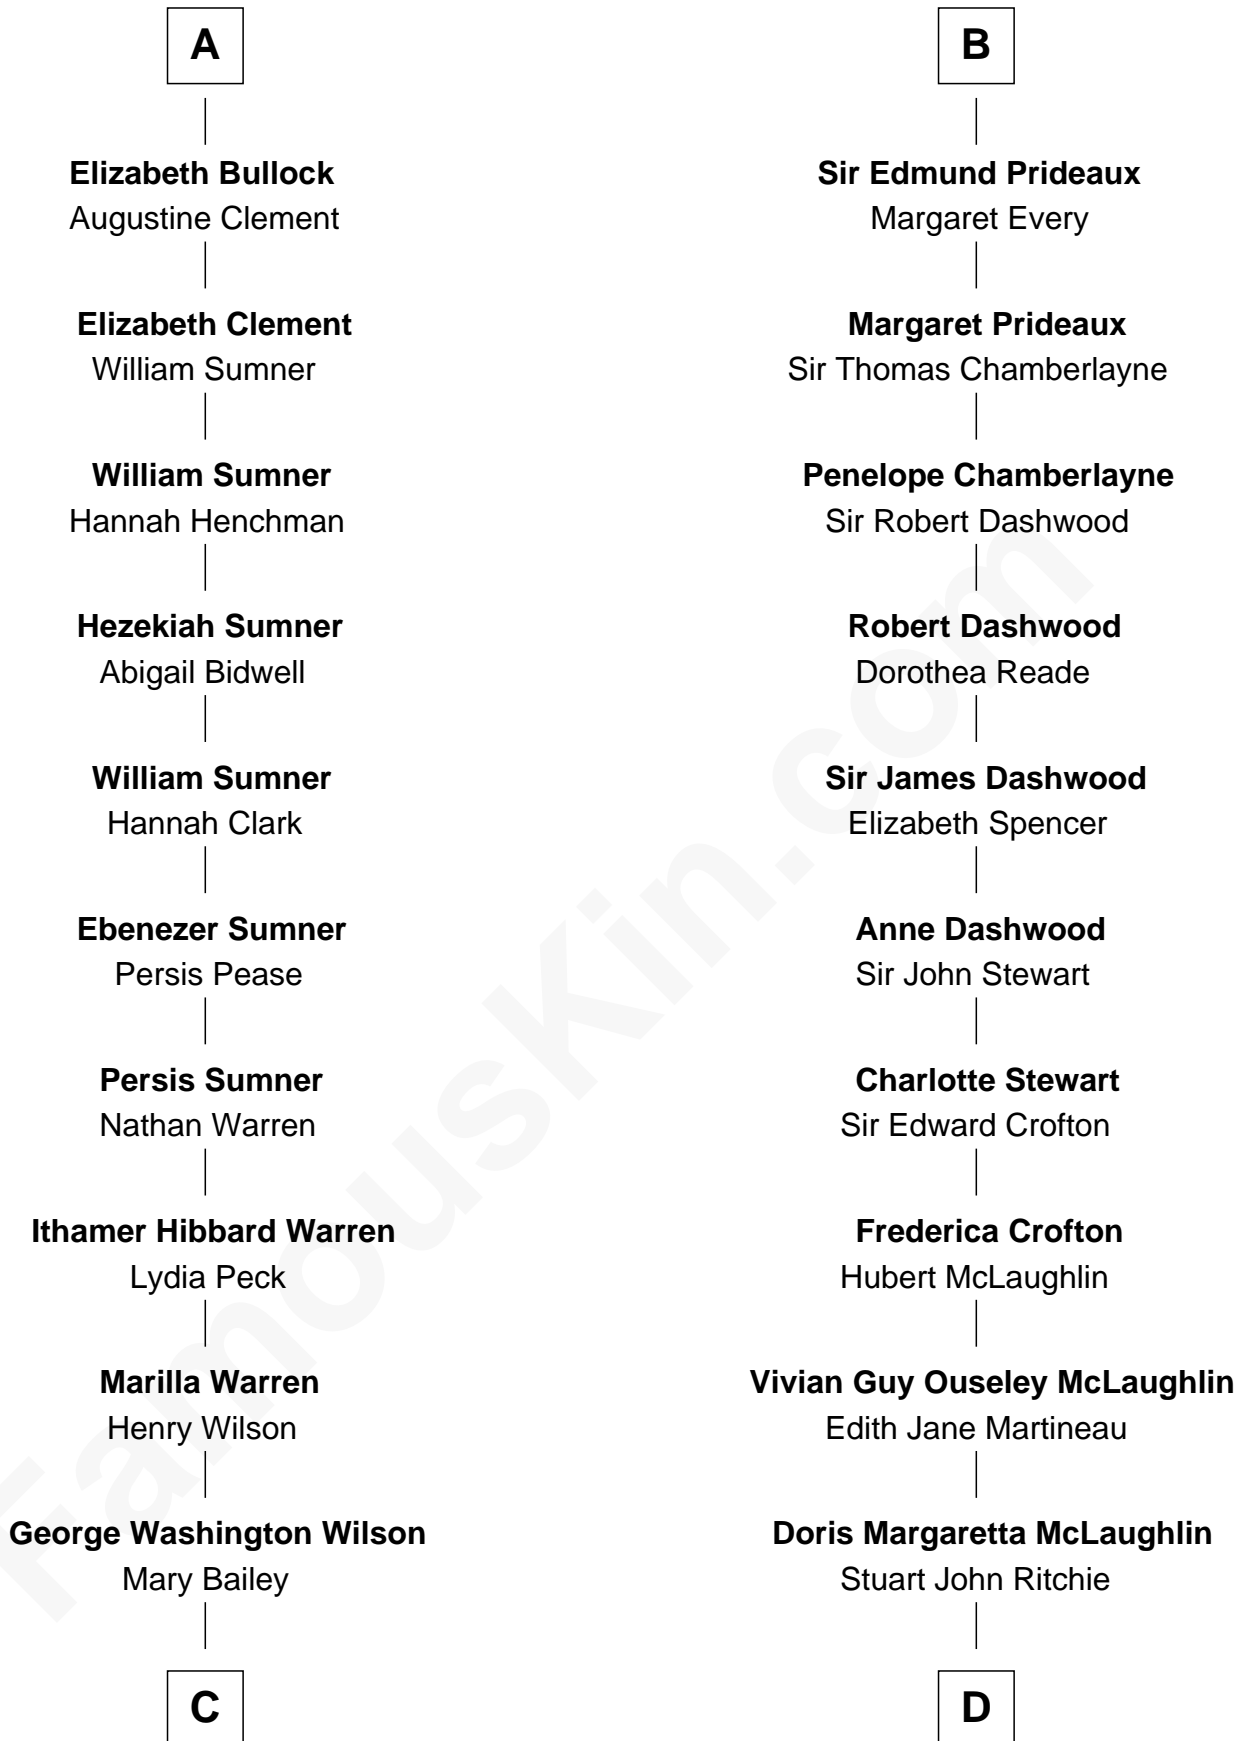 A
Elizabeth Bullock
Augustine Clement
Elizabeth Clement
William Sumner
William Sumner
Hannah Henchman
Hezekiah Sumner
Abigail Bidwell
William Sumner
Hannah Clark
Ebenezer Sumner
Persis Pease
Persis Sumner
Nathan Warren
Ithamer Hibbard Warren
Lydia Peck
Marilla Warren
Henry Wilson
George Washington Wilson
Mary Bailey
C
B
Sir Edmund Prideaux
Margaret Every
Margaret Prideaux
Sir Thomas Chamberlayne
Penelope Chamberlayne
Sir Robert Dashwood
Robert Dashwood
Dorothea Reade
Sir James Dashwood
Elizabeth Spencer
Anne Dashwood
Sir John Stewart
Charlotte Stewart
Sir Edward Crofton
Frederica Crofton
Hubert McLaughlin
Vivian Guy Ouseley McLaughlin
Edith Jane Martineau
Doris Margaretta McLaughlin
Stuart John Ritchie
D
FamousKin.com